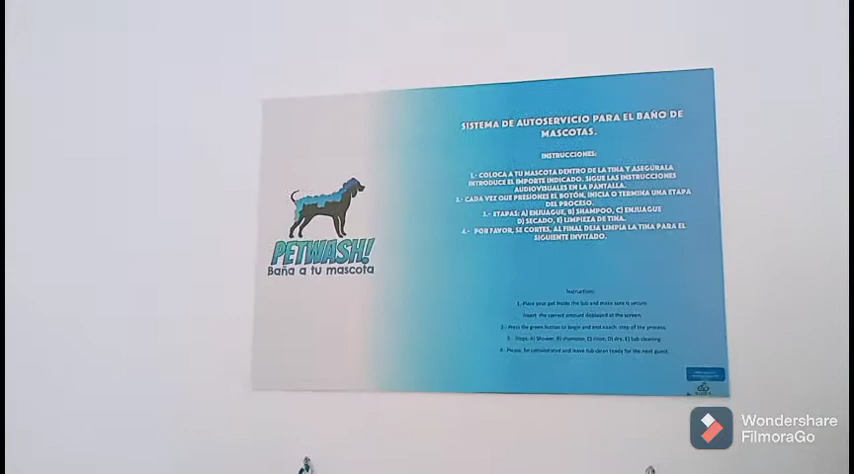 PETWASH!
Baña a tu mascota
SISTEMA DE AUTOSERVICIO PARA EL BAÑO DE
MASCOTAS.
INSTRUCCIONES:
1.- COLOCA A TU MASCOTA DENTRO DE LA TINA Y ASEGÚRALA
INTRODUCE EL IMPORTE INDICADO. SIGUE LAS INSTRUCCIONES
AUDIOVISUALES EN LA PANTALLA.
2.- CADA VEZ QUE PRESIONES EL BOTÓN, INICIA O TERMINA UNA ETAPA
DEL PROCESO.
3.- ETAPAS: A) ENJUAGUE, B) SHAMPOO, C) ENJUAGUE
D) SECADO, E) LIMPIEZA DE TINA.
4.- POR FAVOR, SE CORTES, AL FINAL DEJA LIMPIA LA TINA PARA EL
SIGUIENTE INVITADO.
Instructions:
1.-Place your pet inside the tub and make sure is secure.
Insert the correct amount displayed at the screen.
2.- Press the green button to begin and end each step of the process.
3. Steps: A) Shower, B) shampoo, C) rinse, D) dry, E) tub cleaning
4. Please, be considerated and leave tub clean ready for the next guest.
Wondershare
FilmoraGo